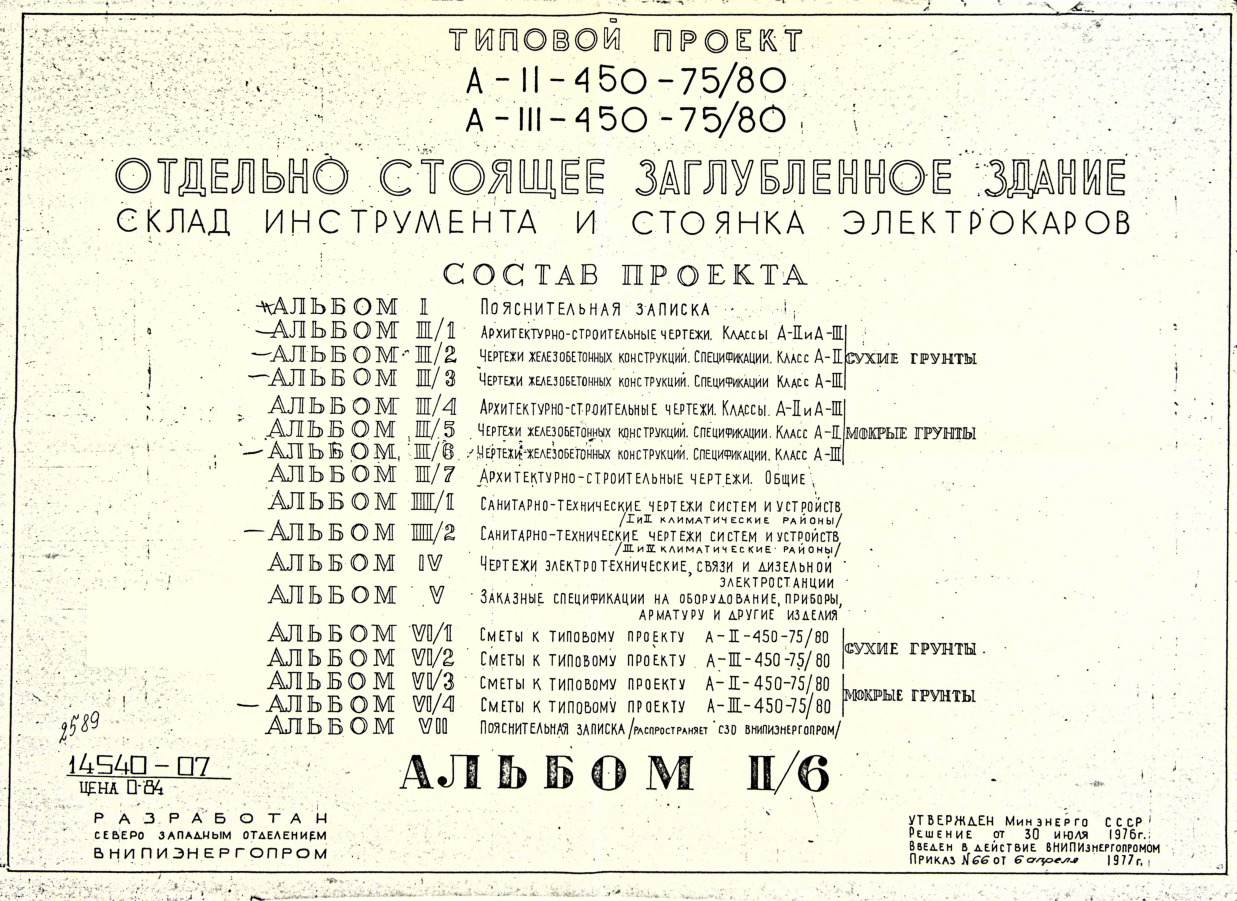 ТИПОВОЙ ПРОЕКТ
А-II-450-75/80
А-III-450-75/80
ОТДЕЛЬНО СТОЯЩЕЕ ЗАГЛУБЛЕННОЕ ЗДАНИЕ
СКЛАД ИНСТРУМЕНТА И СТОЯНКА ЭЛЕКТРОКАРОВ
СОСТАВ ПРОЕКТА
АЛЬБОМ I ПОЯСНИТЕЛЬНАЯ ЗАПИСКА
АЛЬБОМ II/1 АРХИТЕКТУРНО-СТРОИТЕЛЬНЫЕ ЧЕРТЕЖИ. КЛАССЫ А-II и А-III
АЛЬБОМ II/2 ЧЕРТЕЖИ ЖЕЛЕЗОБЕТОННЫХ КОНСТРУКЦИЙ. СПЕЦИФИКАЦИИ. КЛАСС А-II СУХИЕ ГРУНТЫ
АЛЬБОМ II/3 ЧЕРТЕЖИ ЖЕЛЕЗОБЕТОННЫХ КОНСТРУКЦИЙ. СПЕЦИФИКАЦИИ КЛАСС А-III
АЛЬБОМ II/4 АРХИТЕКТУРНО-СТРОИТЕЛЬНЫЕ ЧЕРТЕЖИ. КЛАССЫ. А-II и А-III
АЛЬБОМ II/5 ЧЕРТЕЖИ ЖЕЛЕЗОБЕТОННЫХ КОНСТРУКЦИЙ. СПЕЦИФИКАЦИИ. КЛАСС А-II МОКРЫЕ ГРУНТЫ
АЛЬБОМ II/6 ЧЕРТЕЖИ ЖЕЛЕЗОБЕТОННЫХ КОНСТРУКЦИЙ. СПЕЦИФИКАЦИИ. КЛАСС А-III
АЛЬБОМ II/7 АРХИТЕКТУРНО-СТРОИТЕЛЬНЫЕ ЧЕРТЕЖИ. ОБЩИЕ
АЛЬБОМ III/1 САНИТАРНО-ТЕХНИЧЕСКИЕ ЧЕРТЕЖИ СИСТЕМ И УСТРОЙСТВ
/I и II КЛИМАТИЧЕСКИЕ РАЙОНЫ/
АЛЬБОМ III/2 САНИТАРНО-ТЕХНИЧЕСКИЕ ЧЕРТЕЖИ СИСТЕМ И УСТРОЙСТВ
/III и IV КЛИМАТИЧЕСКИЕ РАЙОНЫ/
АЛЬБОМ IV ЧЕРТЕЖИ ЭЛЕКТРОТЕХНИЧЕСКИЕ, СВЯЗИ И ДИЗЕЛЬНОЙ
ЭЛЕКТРОСТАНЦИИ
АЛЬБОМ V ЗАКАЗНЫЕ СПЕЦИФИКАЦИИ НА ОБОРУДОВАНИЕ, ПРИБОРЫ,
АРМАТУРУ И ДРУГИЕ ИЗДЕЛИЯ
АЛЬБОМ VI/1 СМЕТЫ К ТИПОВОМУ ПРОЕКТУ А-II-450-75/80
СУХИЕ ГРУНТЫ
АЛЬБОМ VI/2 СМЕТЫ К ТИПОВОМУ ПРОЕКТУ А-III-450-75/80
АЛЬБОМ VI/3 СМЕТЫ К ТИПОВОМУ ПРОЕКТУ А-II-450-75/80
МОКРЫЕ ГРУНТЫ
АЛЬБОМ VI/4 СМЕТЫ К ТИПОВОМУ ПРОЕКТУ А-III-450-75/80
АЛЬБОМ VII ПОЯСНИТЕЛЬНАЯ ЗАПИСКА /РАСПРОСТРАНЯЕТ СЗО ВНИПИЭНЕРГОПРОМ/
2589
14540-07
ЦЕНА 0-84
АЛЬБОМ II/6
РАЗРАБОТАН
СЕВЕРО ЗАПАДНЫМ ОТДЕЛЕНИЕМ
ВНИПИЭНЕРГОПРОМ
УТВЕРЖДЕН МИНЭНЕРГО СССР
РЕШЕНИЕ ОТ 30 ИЮЛЯ 1976г.
ВВЕДЕН В ДЕЙСТВИЕ ВНИПИЭНЕРГОПРОМОМ
ПРИКАЗ №66 ОТ 6 апреля 1977г.